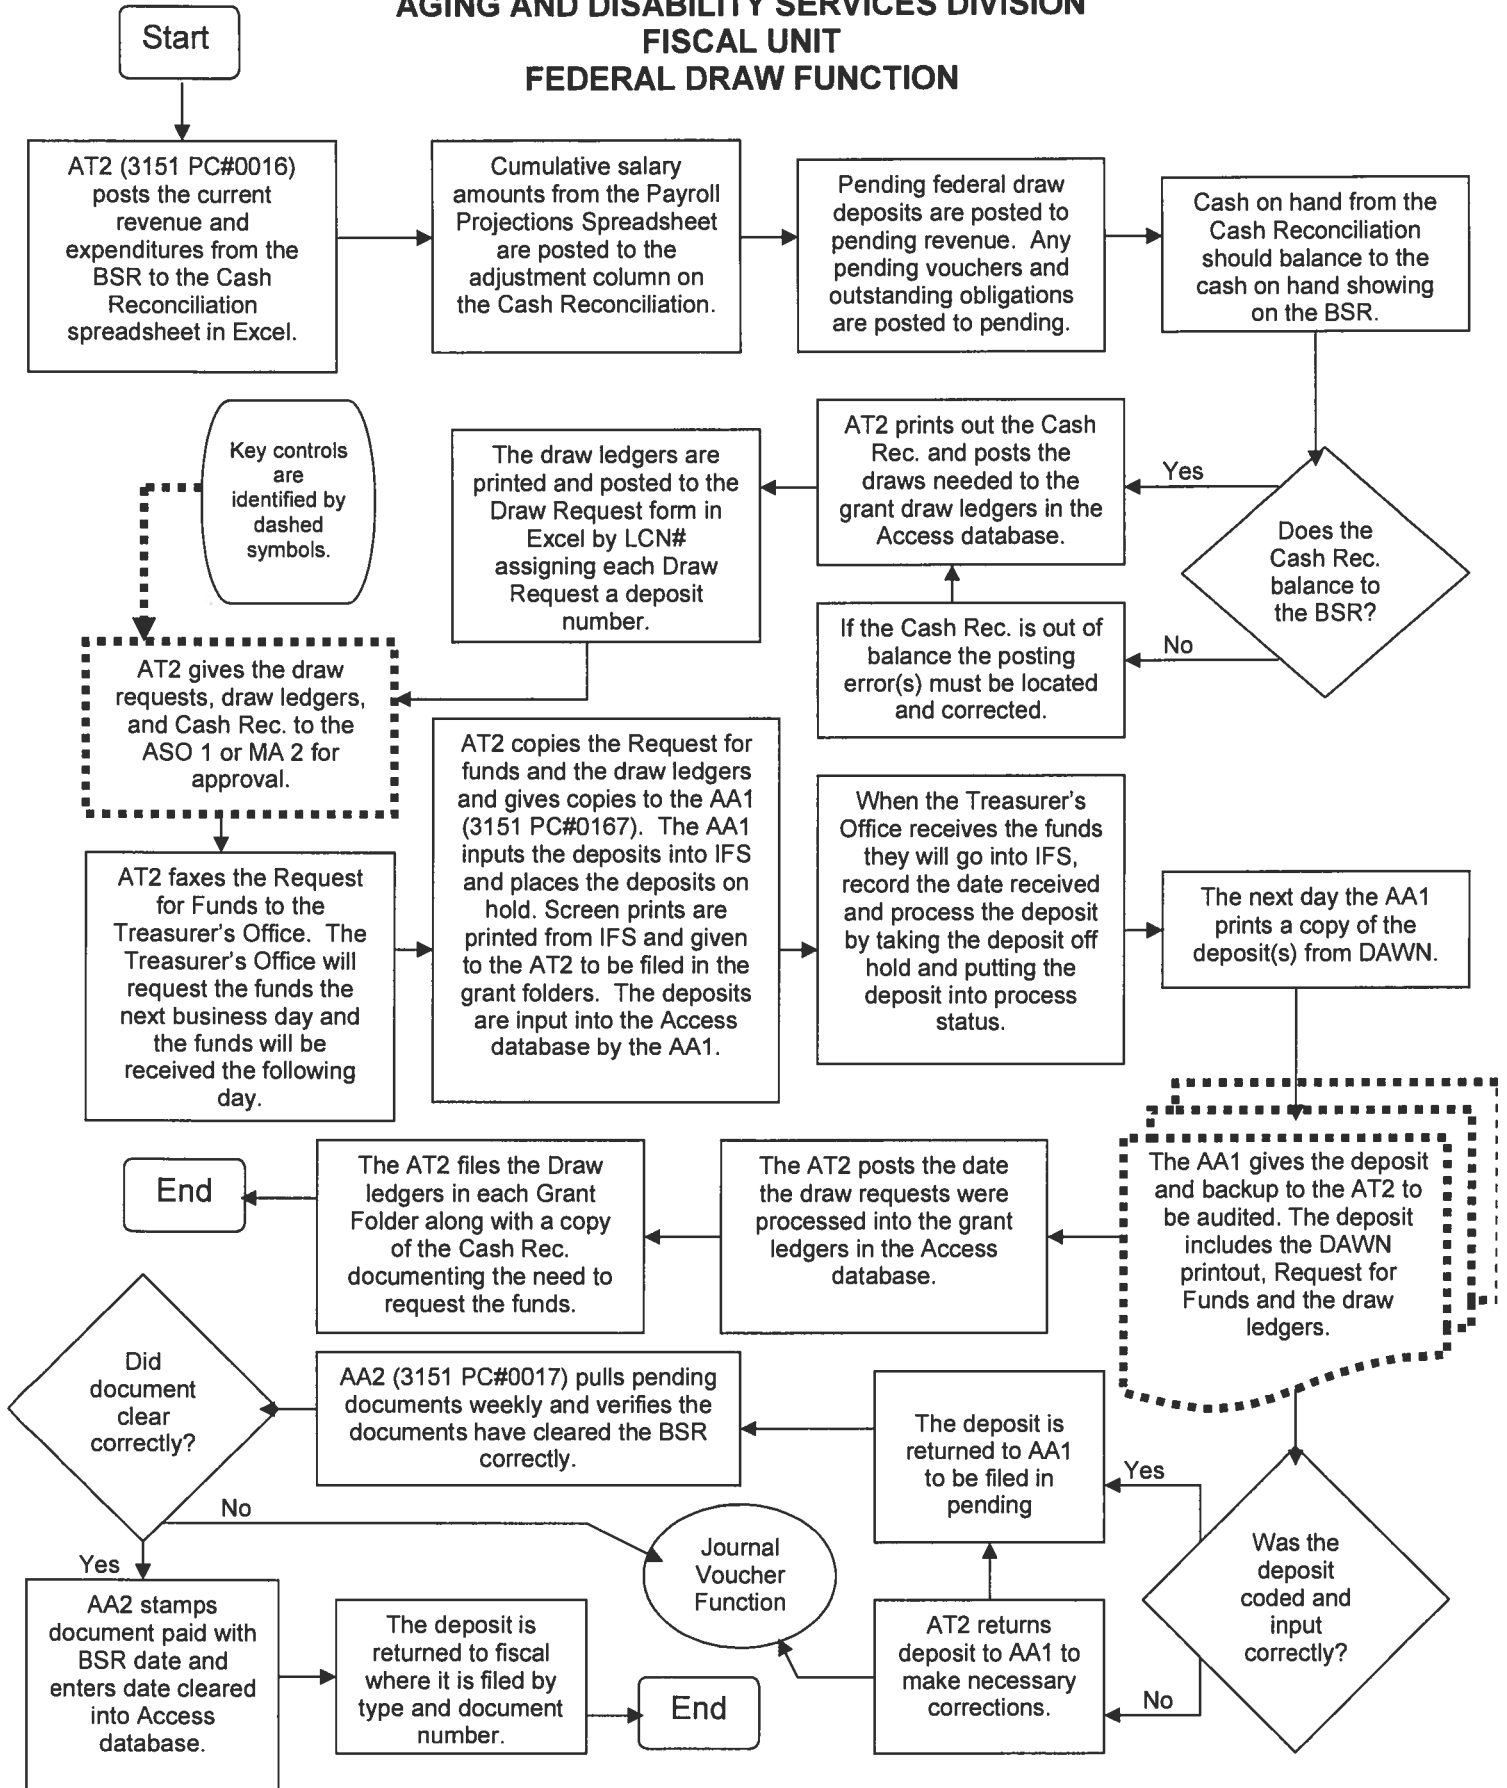 AGING AND DISABILITY SERVICES DIVISION
FISCAL UNIT
FEDERAL DRAW FUNCTION
Start
AT2 (3151 PC#0016)
posts the current
revenue and
expenditures from the
BSR to the Cash
Reconciliation
spreadsheet in Excel.
Cumulative salary
amounts from the Payroll
Projections Spreadsheet
are posted to the
adjustment column on
the Cash Reconciliation.
Pending federal draw
deposits are posted to
pending revenue. Any
pending vouchers and
outstanding obligations
are posted to pending.
Cash on hand from the
Cash Reconciliation
should balance to the
cash on hand showing
on the BSR.
Does the
Cash Rec.
balance to
the BSR?
Yes
No
AT2 prints out the Cash
Rec. and posts the
draws needed to the
grant draw ledgers in the
Access database.
If the Cash Rec. is out of
balance the posting
error(s) must be located
and corrected.
The draw ledgers are
printed and posted to the
Draw Request form in
Excel by LCN#
assigning each Draw
Request a deposit
number.
Key controls
are
identified by
dashed
symbols.
AT2 gives the draw
requests, draw ledgers,
and Cash Rec. to the
ASO 1 or MA 2 for
approval.
AT2 faxes the Request
for Funds to the
Treasurer's Office. The
Treasurer's Office will
request the funds the
next business day and
the funds will be
received the following
day.
AT2 copies the Request for
funds and the draw ledgers
and gives copies to the AA1
(3151 PC#0167). The AA1
inputs the deposits into IFS
and places the deposits on
hold. Screen prints are
printed from IFS and given
to the AT2 to be filed in the
grant folders. The deposits
are input into the Access
database by the AA1.
When the Treasurer's
Office receives the funds
they will go into IFS,
record the date received
and process the deposit
by taking the deposit off
hold and putting the
deposit into process
status.
The next day the AA1
prints a copy of the
deposit(s) from DAWN.
The AA1 gives the deposit
and backup to the AT2 to
be audited. The deposit
includes the DAWN
printout, Request for
Funds and the draw
ledgers.
The AT2 posts the date
the draw requests were
processed into the grant
ledgers in the Access
database.
The AT2 files the Draw
ledgers in each Grant
Folder along with a copy
of the Cash Rec.
documenting the need to
request the funds.
End
Was the
deposit
coded and
input
correctly?
Yes
No
The deposit is
returned to AA1
to be filed in
pending
AT2 returns
deposit to AA1 to
make necessary
corrections.
AA2 (3151 PC#0017) pulls pending
documents weekly and verifies the
documents have cleared the BSR
correctly.
Did
document
clear
correctly?
No
Yes
Journal
Voucher
Function
AA2 stamps
document paid with
BSR date and
enters date cleared
into Access
database.
The deposit is
returned to fiscal
where it is filed by
type and document
number.
End